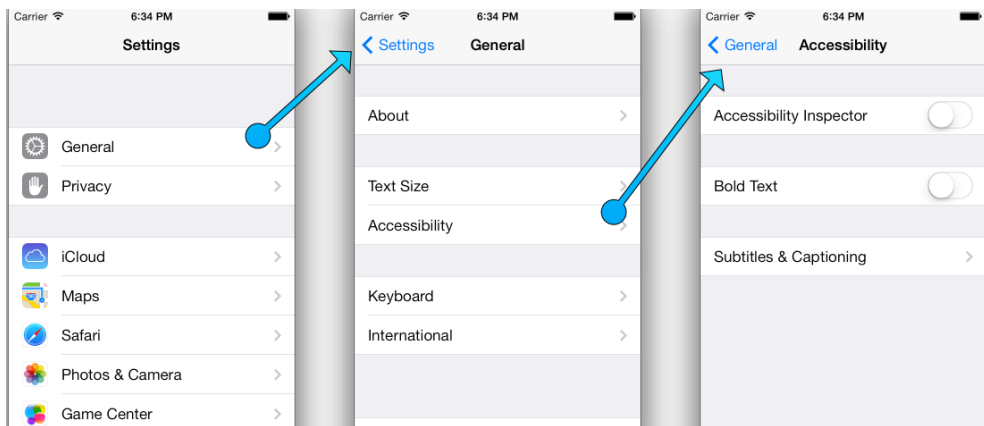 Carrier 6:34 PM
Settings
General
Privacy
iCloud
Maps
Safari
Photos & Camera
Game Center
Carrier 6:34 PM
Settings General
About
Text Size
Accessibility
Keyboard
International
Carrier 6:34 PM
General Accessibility
Accessibility Inspector
Bold Text
Subtitles & Captioning